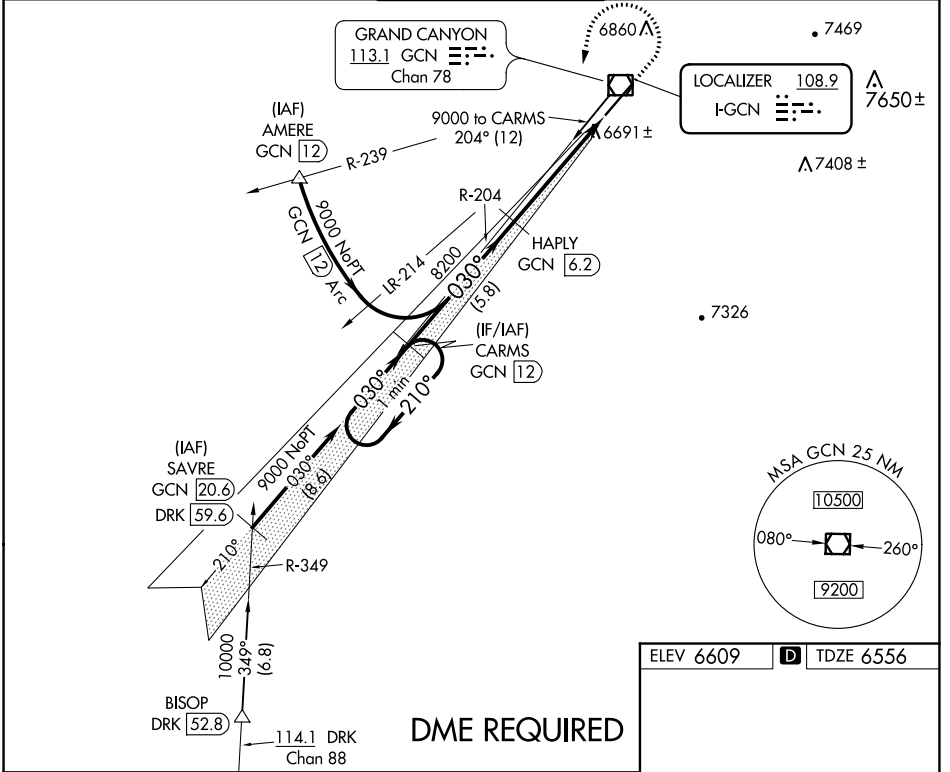 GRAND CANYON
113.1 GCN
Chan 78
6860
7469
LOCALIZER 108.9
I-GCN
7650 ±
(IAF)
AMERE
GCN 12
R-239
9000 to CARMS
204° (12)
6691 ±
7408 ±
R-204
9000 NoPT
GCN 12 Arc
LR-214
8200
030°
(5.8)
HAPLY
GCN 6.2
7326
(IF/IAF)
CARMS
GCN 12
030°
1 min
210°
(IAF)
SAVRE
GCN 20.6
DRK 59.6
9000 NoPT
030°
(8.6)
210°
R-349
MSA GCN 25 NM
10500
080°
260°
9200
10000
349°
(6.8)
BISOP
DRK 52.8
114.1 DRK
Chan 88
DME REQUIRED
ELEV 6609 D TDZE 6556